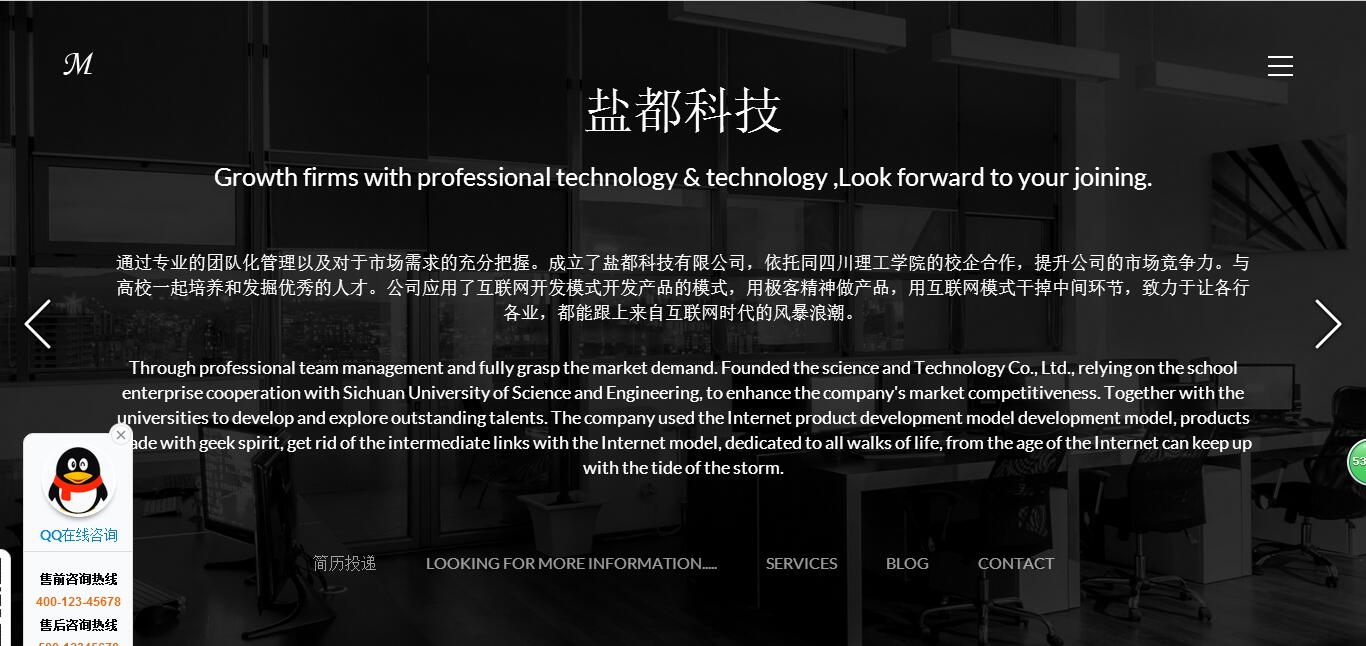 M
盐都科技
Growth firms with professional technology & technology ,Look forward to your joining.
通过专业的团队化管理以及对于市场需求的充分把握。成立了盐都科技有限公司，依托同四川理工学院的校企合作，提升公司的市场竞争力。与
高校一起培养和发掘优秀的人才。公司应用了互联网开发模式开发产品的模式，用极客精神做产品，用互联网模式干掉中间环节，致力于让各行
各业，都能跟上来自互联网时代的风暴浪潮。
Through professional team management and fully grasp the market demand. Founded the science and Technology Co., Ltd., relying on the school
enterprise cooperation with Sichuan University of Science and Engineering, to enhance the company's market competitiveness. Together with the
universities to develop and explore outstanding talents. The company used the Internet product development model development model, products
ade with geek spirit, get rid of the intermediate links with the Internet model, dedicated to all walks of life, from the age of the Internet can keep up
with the tide of the storm.
53
QQ在线咨询
简历投递 LOOKING FOR MORE INFORMATION..... SERVICES BLOG CONTACT
售前咨询热线
400-123-45678
售后咨询热线